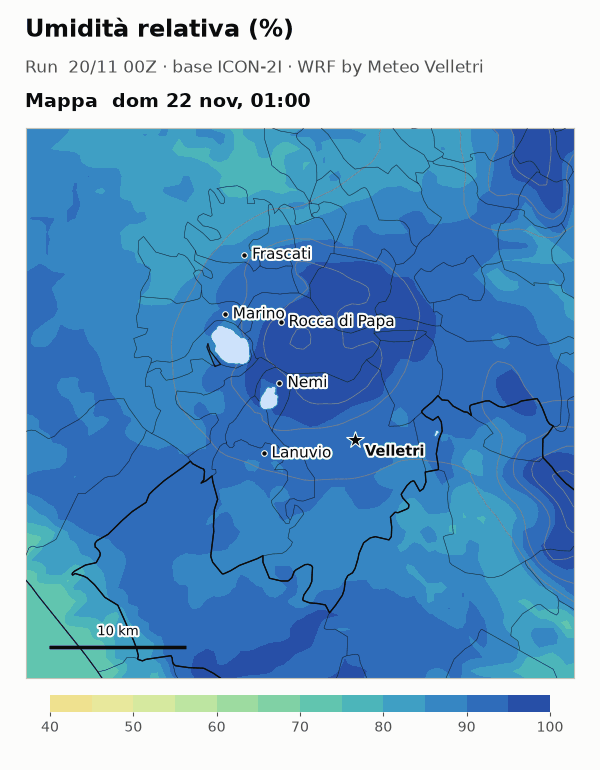 Umidità relativa (%)
Run  20/11 00Z · base ICON-2I · WRF by Meteo Velletri
Mappa  dom 22 nov, 01:00
Frascati
Marino
Rocca di Papa
Nemi
Velletri
Lanuvio
10 km
40 50 60 70 80 90 100